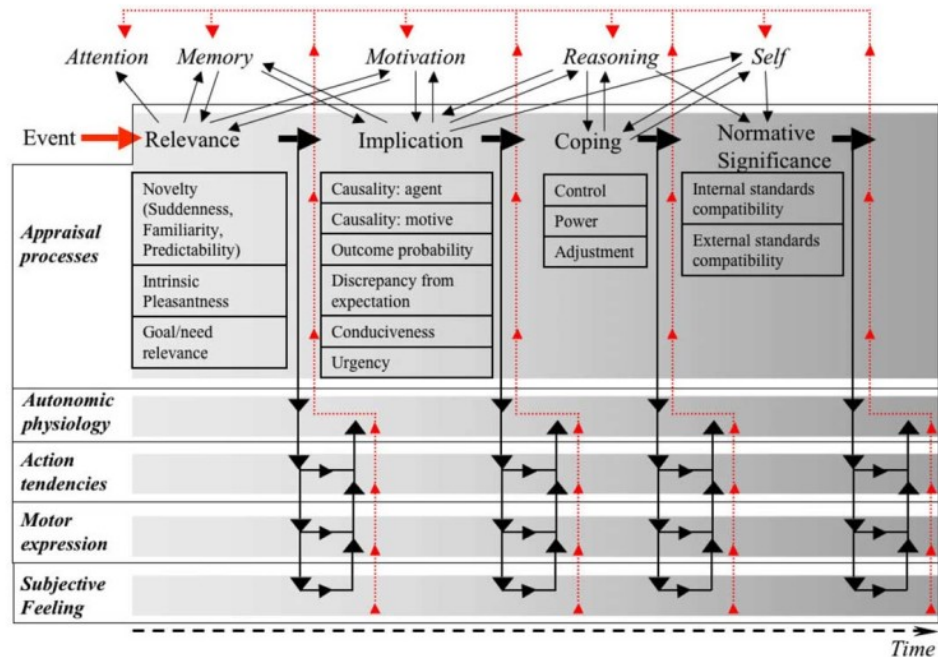 Attention Memory Motivation Reasoning Self
Event Relevance Implication Coping Normative
Significance
Appraisal
processes
Novelty
(Suddenness,
Familiarity,
Predictability)
Intrinsic
Pleasantness
Goal/need
relevance
Causality: agent
Causality: motive
Outcome probability
Discrepancy from
expectation
Conduciveness
Urgency
Control
Power
Adjustment
Internal standards
compatibility
External standards
compatibility
Autonomic
physiology
Action
tendencies
Motor
expression
Subjective
Feeling
Time